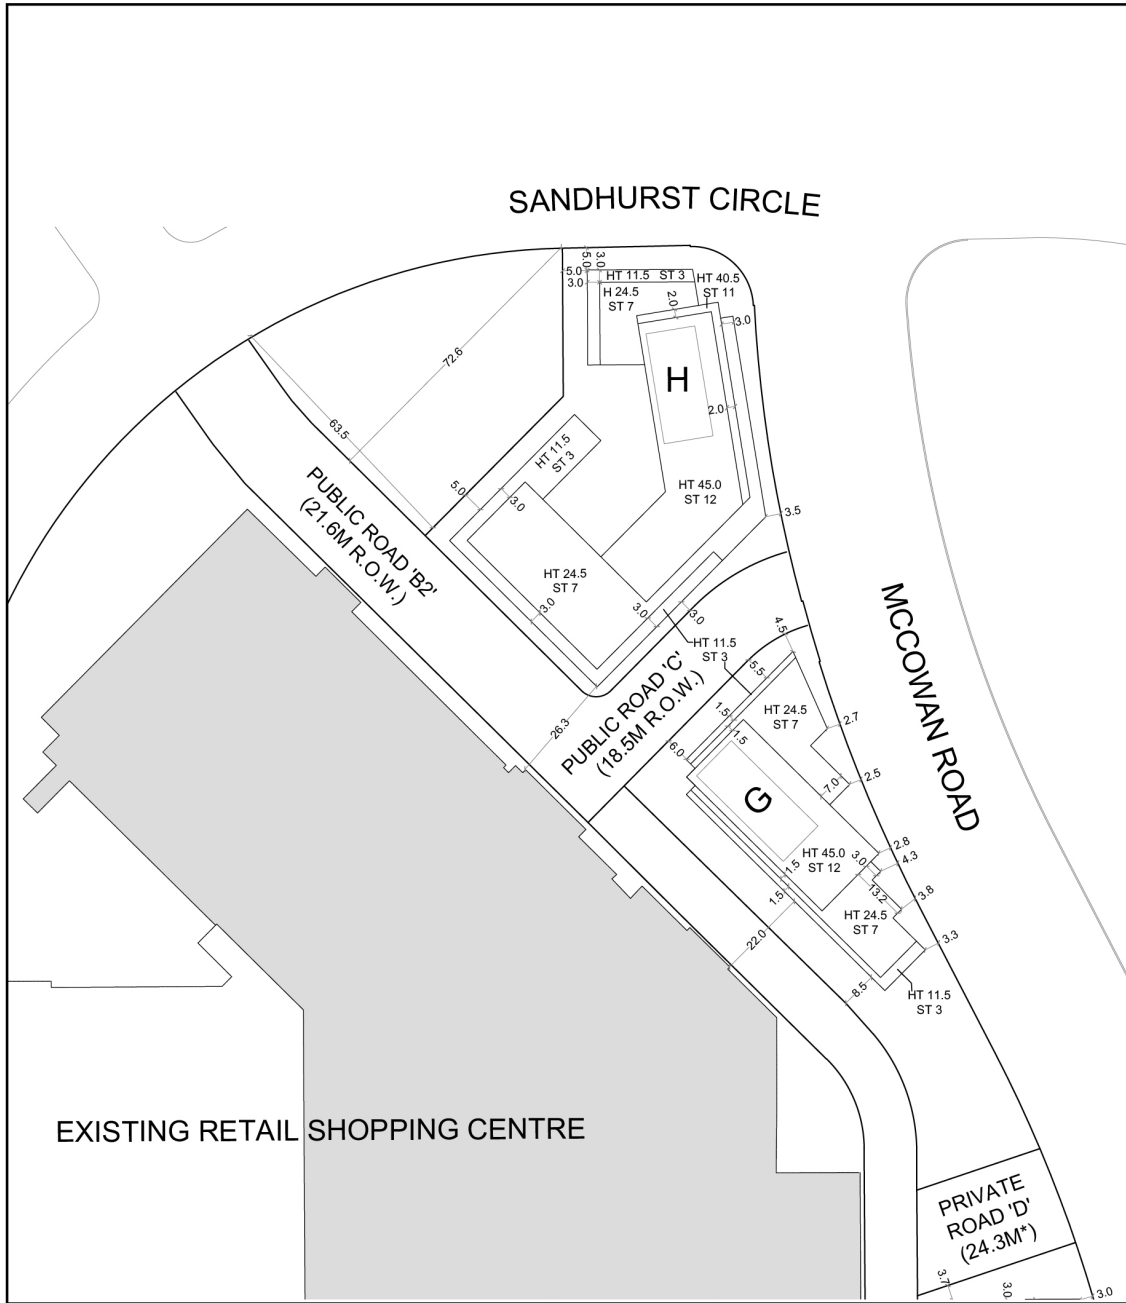 SANDHURST CIRCLE
5.0
3.0
5.0
3.0
HT 11.5 ST 3
HT 40.5
ST 11
H 24.5
ST 7
2.0
3.0
72.6
H
2.0
63.5
HT 11.5
ST 3
5.0
3.0
HT 45.0
ST 12
3.5
PUBLIC ROAD 'B2'
(21.6M R.O.W.)
HT 24.5
ST 7
3.0
3.0
3.0
HT 11.5
ST 3
4.5
5.5
MCCOWAN ROAD
26.3
PUBLIC ROAD 'C'
(18.5M R.O.W.)
HT 24.5
ST 7
2.7
1.5
1.5
6.0
7.0
2.5
G
HT 45.0
ST 12
3.0
2.8
4.3
1.5
1.5
13.2
3.8
HT 24.5
ST 7
22.0
3.3
8.5
HT 11.5
ST 3
EXISTING RETAIL SHOPPING CENTRE
PRIVATE
ROAD 'D'
(24.3M*)
3.7
3.0
3.0